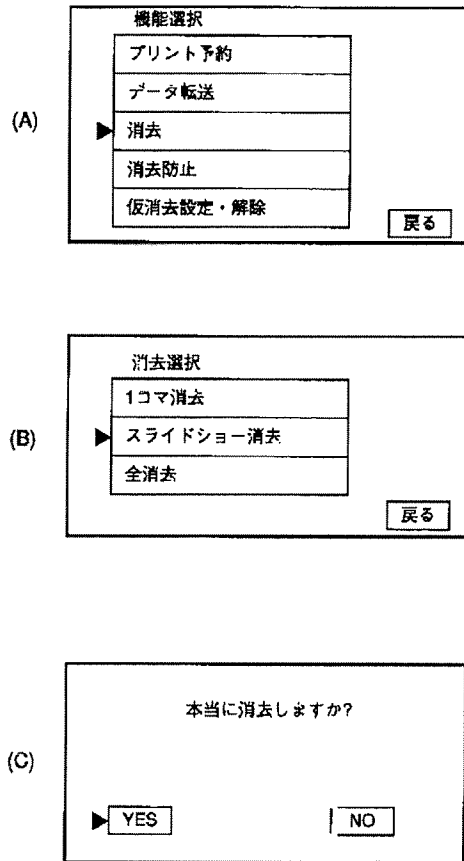 機能選択
プリント予約
データ転送
(A)
▶消去
消去防止
仮消去設定・解除
戻る
消去選択
1コマ消去
(B)
▶スライドショー消去
全消去
戻る
本当に消去しますか?
(C)
▶YES NO